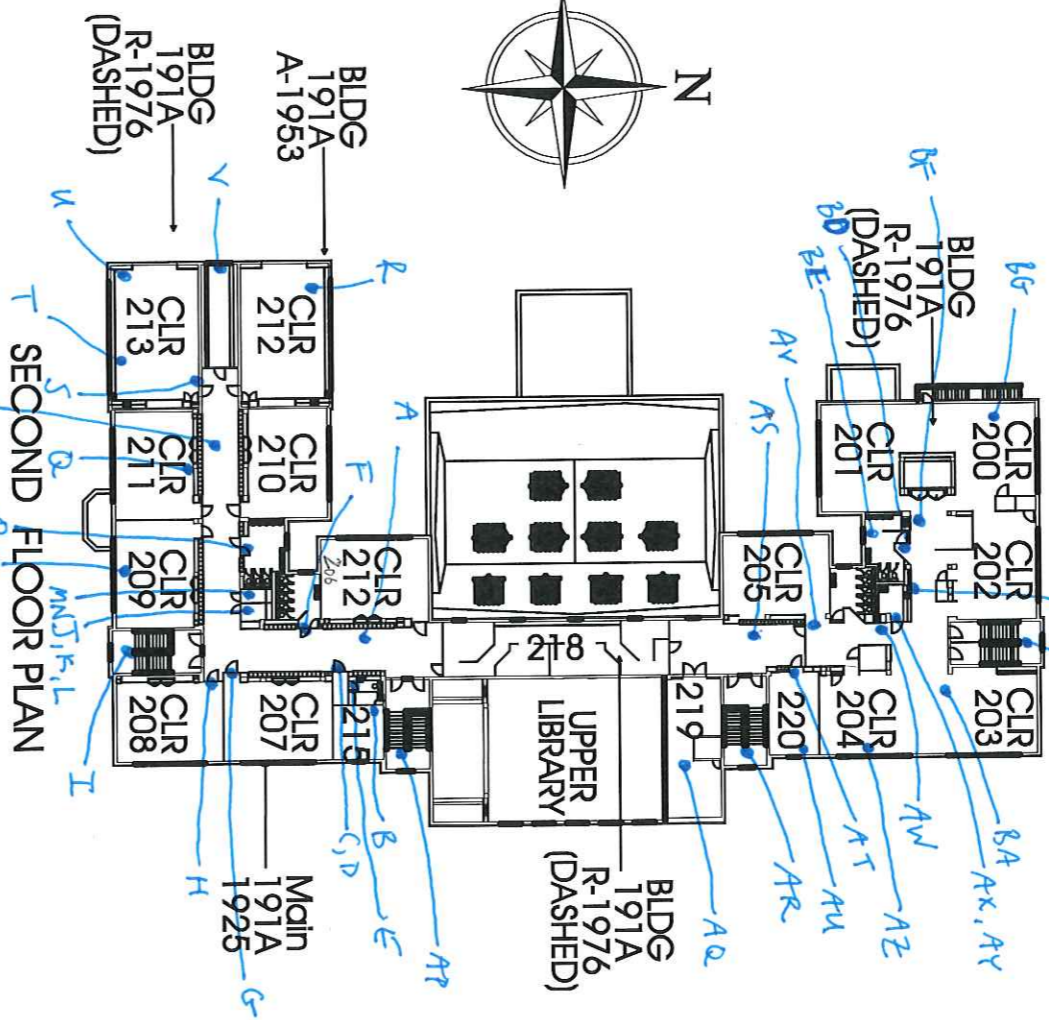 N
BLDG
191A
R-1976
(DASHED)
BLDG
191A
A-1953
BLDG
191A
R-1976
(DASHED)
BF
BD
BE
BG
V
U
T
S
Q
R
A
F
AS
AV
CLR
213
CLR
212
CLR
211
CLR
210
CLR
209
CLR
212
206
CLR
208
CLR
207
215
218
UPPER
LIBRARY
219
220
CLR
205
CLR
204
CLR
203
CLR
202
CLR
201
CLR
200
MNJ,K,L
I
H
G
C,D
B
E
AP
AQ
AR
AT
AU
AZ
AW
BA
AX, AY
Main
191A
1925
BLDG
191A
R-1976
(DASHED)
SECOND FLOOR PLAN